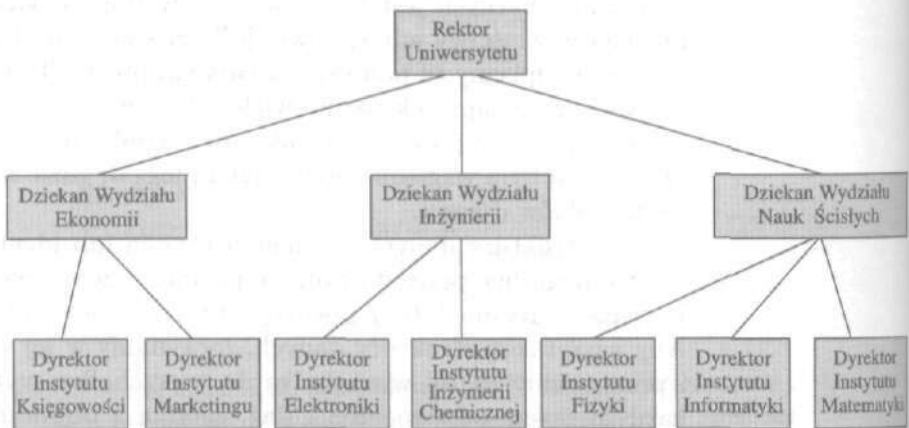 Rektor
Uniwersytetu
Dziekan Wydziału
Ekonomii
Dziekan Wydziału
Inżynierii
Dziekan Wydziału
Nauk Ścisłych
Dyrektor
Instytutu
Księgowości
Dyrektor
Instytutu
Marketingu
Dyrektor
Instytutu
Elektroniki
Dyrektor
Instytutu
Inżynierii
Chemicznej
Dyrektor
Instytutu
Fizyki
Dyrektor
Instytutu
Informatyki
Dyrektor
Instytutu
Matematyki